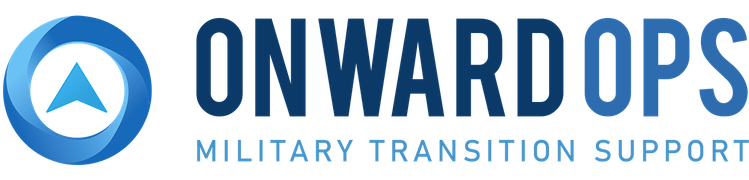 ONWARD OPS
MILITARY TRANSITION SUPPORT